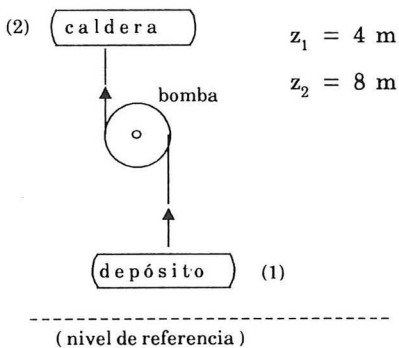 (2) caldera
z₁ = 4 m
z₂ = 8 m
bomba
depósito (1)
( nivel de referencia )